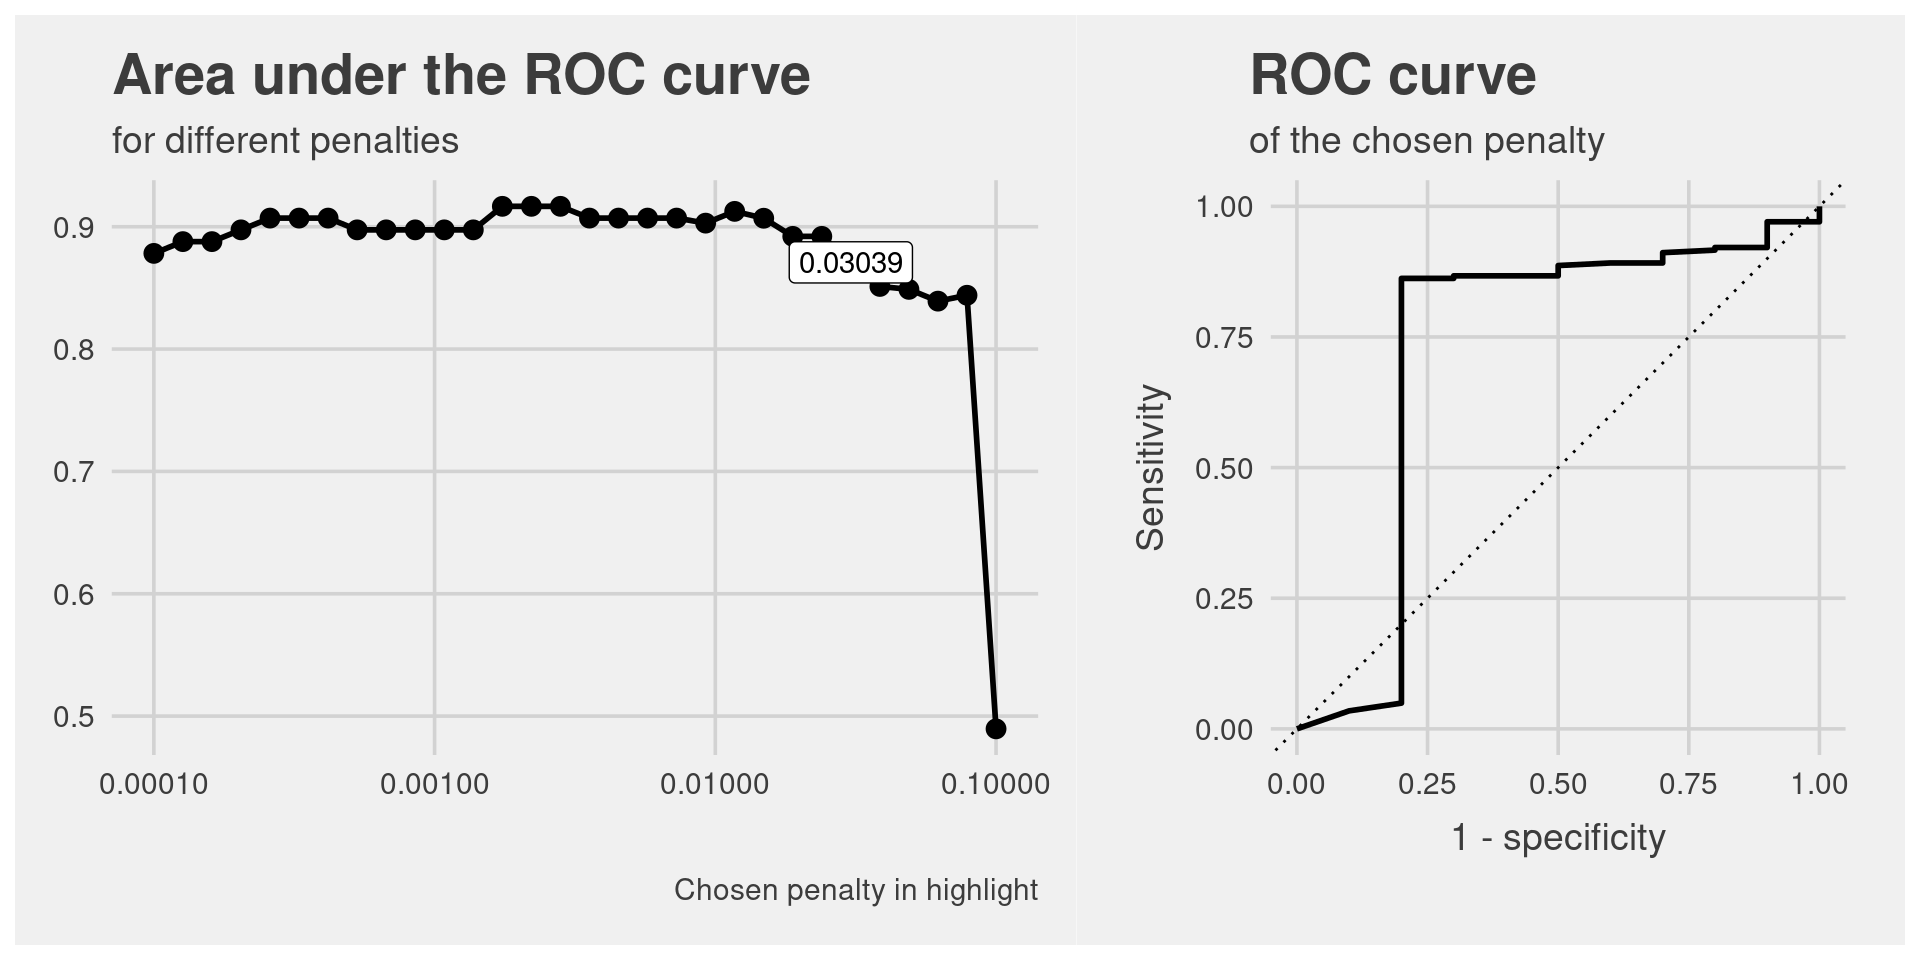 Area under the ROC curve
for different penalties
0.9
0.8
0.7
0.6
0.5
0.03039
0.00010 0.00100 0.01000 0.10000
Chosen penalty in highlight
ROC curve
of the chosen penalty
Sensitivity
1.00
0.75
0.50
0.25
0.00
0.00 0.25 0.50 0.75 1.00
1 - specificity